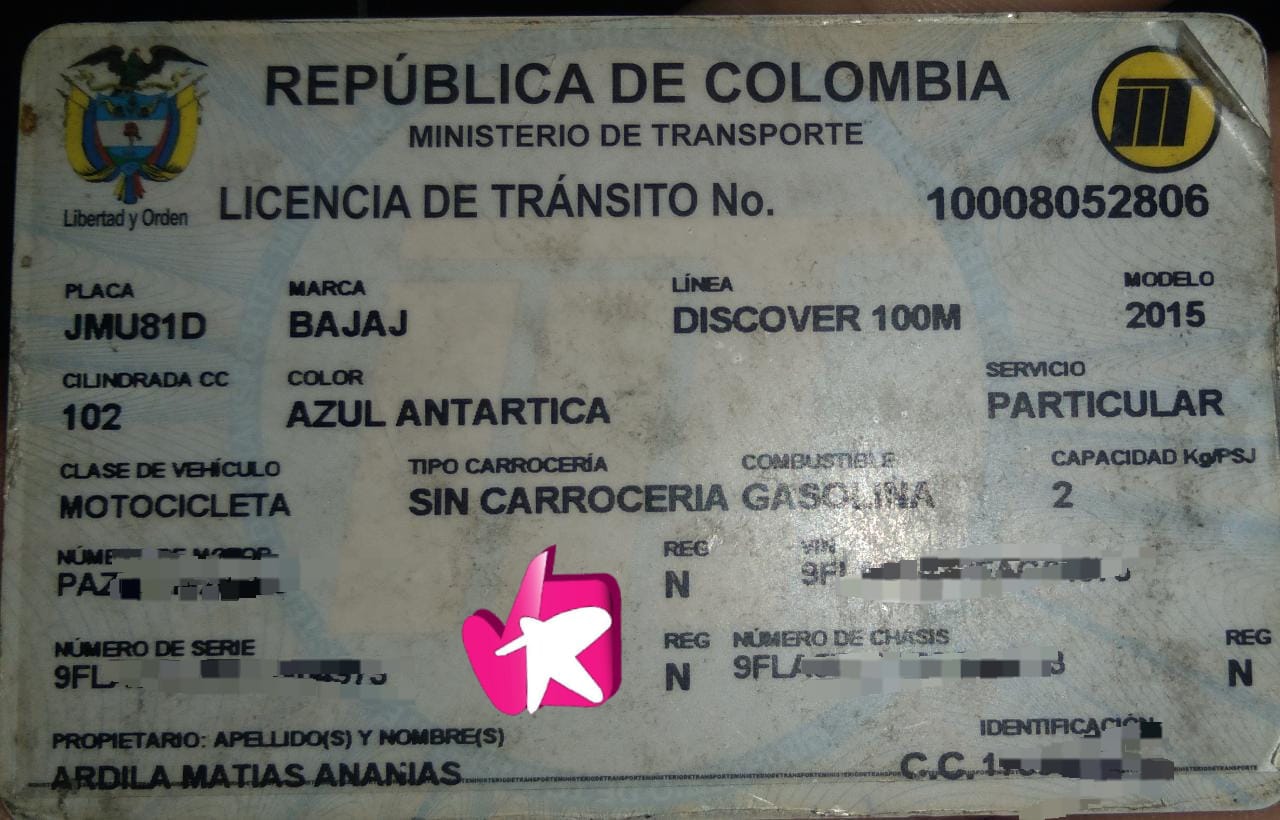 REPÚBLICA DE COLOMBIA
MINISTERIO DE TRANSPORTE
Libertad y Orden
LICENCIA DE TRÁNSITO No. 10008052806
PLACA MARCA LÍNEA MODELO
JMU81D BAJAJ DISCOVER 100M 2015
CILINDRADA CC COLOR SERVICIO
102 AZUL ANTARTICA PARTICULAR
CLASE DE VEHÍCULO TIPO CARROCERÍA COMBUSTIBLE CAPACIDAD Kg/PSJ
MOTOCICLETA SIN CARROCERIA GASOLINA 2
REG VIN
N
NÚMERO DE SERIE REG NÚMERO DE CHASIS REG
N N
PROPIETARIO: APELLIDO(S) Y NOMBRE(S) IDENTIFICACIÓN
ARDILA MATIAS ANANIAS C.C.